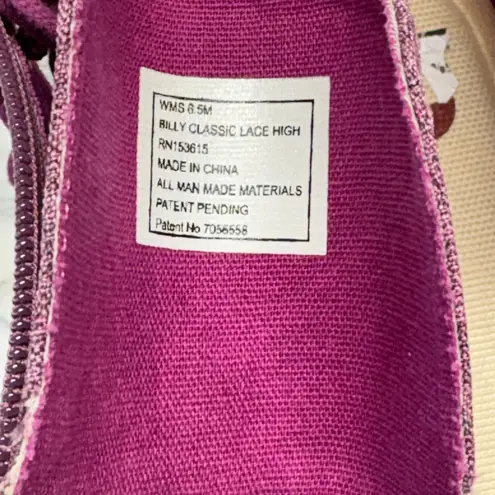 WMS 6.5M
BILLY CLASSIC LACE HIGH
RN153615
MADE IN CHINA
ALL MAN MADE MATERIALS
PATENT PENDING
Patent No 7056558